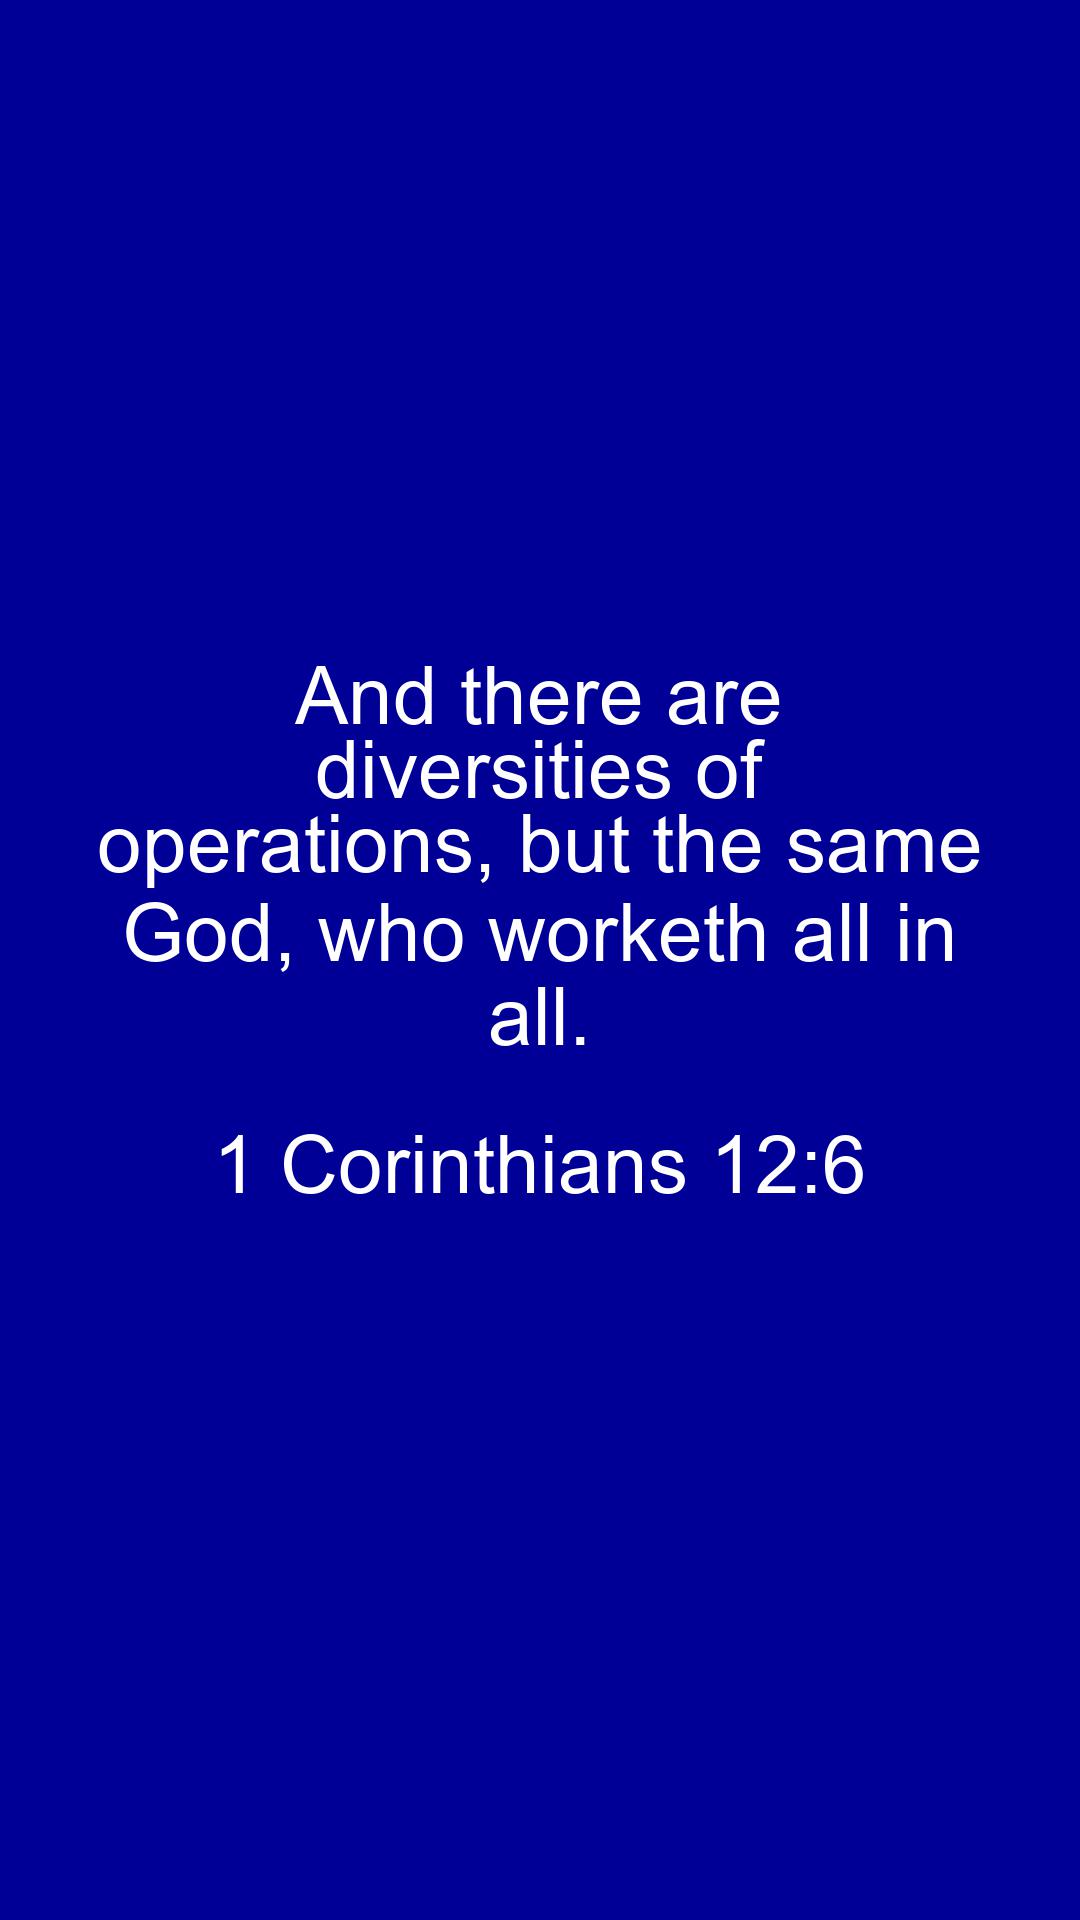 And there are
diversities of
operations, but the same
God, who worketh all in
all.
1 Corinthians 12:6